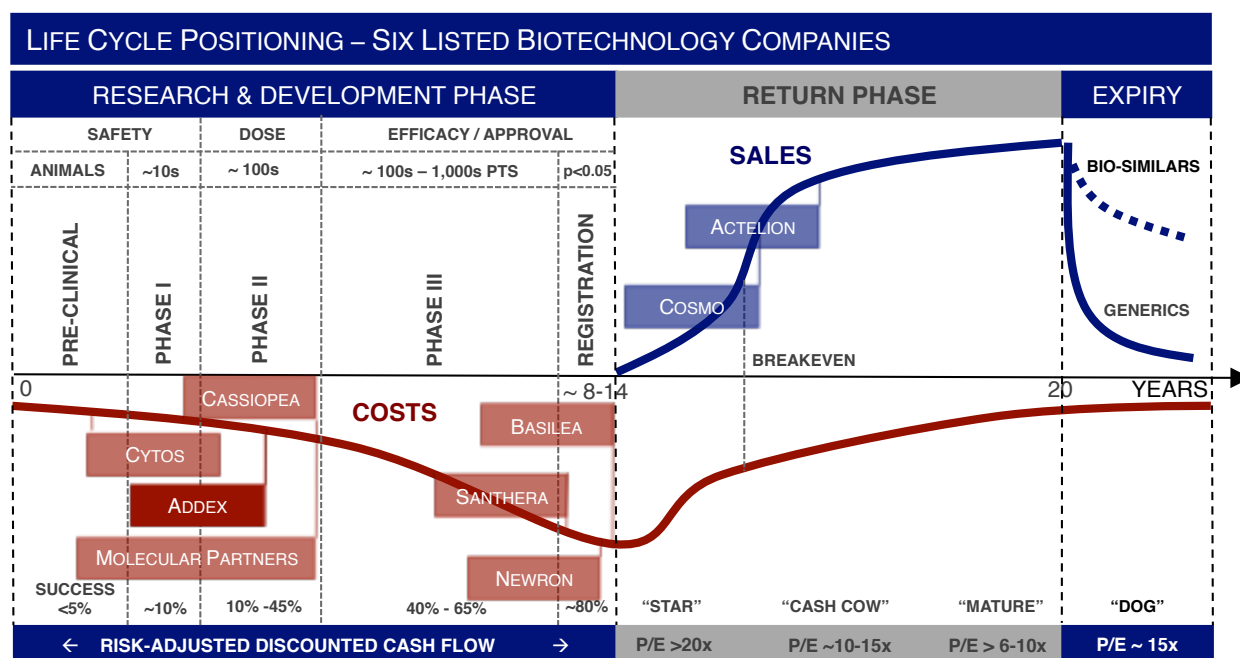 LIFE CYCLE POSITIONING – SIX LISTED BIOTECHNOLOGY COMPANIES
RESEARCH & DEVELOPMENT PHASE RETURN PHASE EXPIRY
SAFETY DOSE EFFICACY / APPROVAL
ANIMALS ~10s ~ 100s ~ 100s – 1,000s PTS p<0.05
SALES
BIO-SIMILARS
PRE-CLINICAL
PHASE I
PHASE II
PHASE III
REGISTRATION
ACTELION
COSMO
GENERICS
BREAKEVEN
0 ~ 8-14 20 YEARS
CASSIOPEA
COSTS
BASILEA
CYTOS
ADDEX
SANTHERA
MOLECULAR PARTNERS
NEWRON
SUCCESS
<5% ~10% 10% -45% 40% - 65% ~80% “STAR” “CASH COW” “MATURE” “DOG”
← RISK-ADJUSTED DISCOUNTED CASH FLOW → P/E >20x P/E ~10-15x P/E > 6-10x P/E ~ 15x